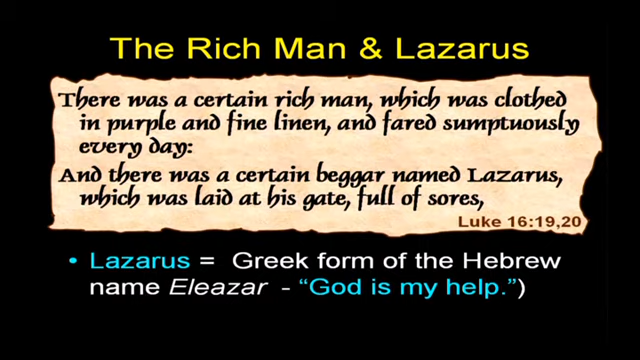 The Rich Man & Lazarus
There was a certain rich man, which was clothed
in purple and fine linen, and fared sumptuously
every day:
And there was a certain beggar named Lazarus,
which was laid at his gate, full of sores,
Luke 16:19,20
• Lazarus = Greek form of the Hebrew
name Eleazar - “God is my help.”)